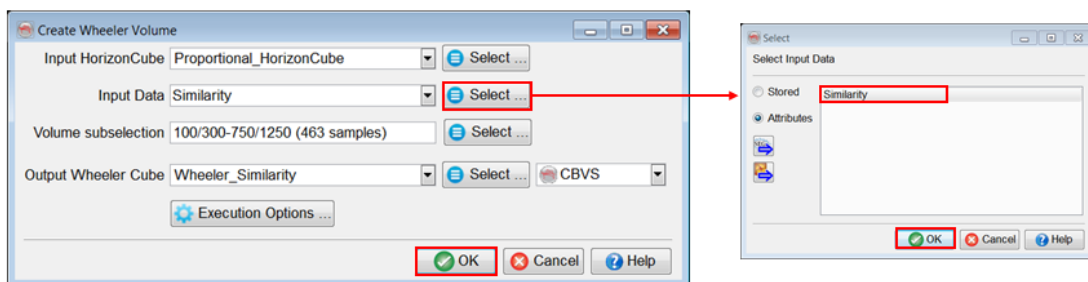 Create Wheeler Volume
Input HorizonCube Proportional_HorizonCube Select ...
Input Data Similarity Select ...
Volume subselection 100/300-750/1250 (463 samples) Select ...
Output Wheeler Cube Wheeler_Similarity Select ... CBVS
Execution Options ...
OK Cancel Help
Select
Select Input Data
Stored
Similarity
Attributes
OK Cancel Help